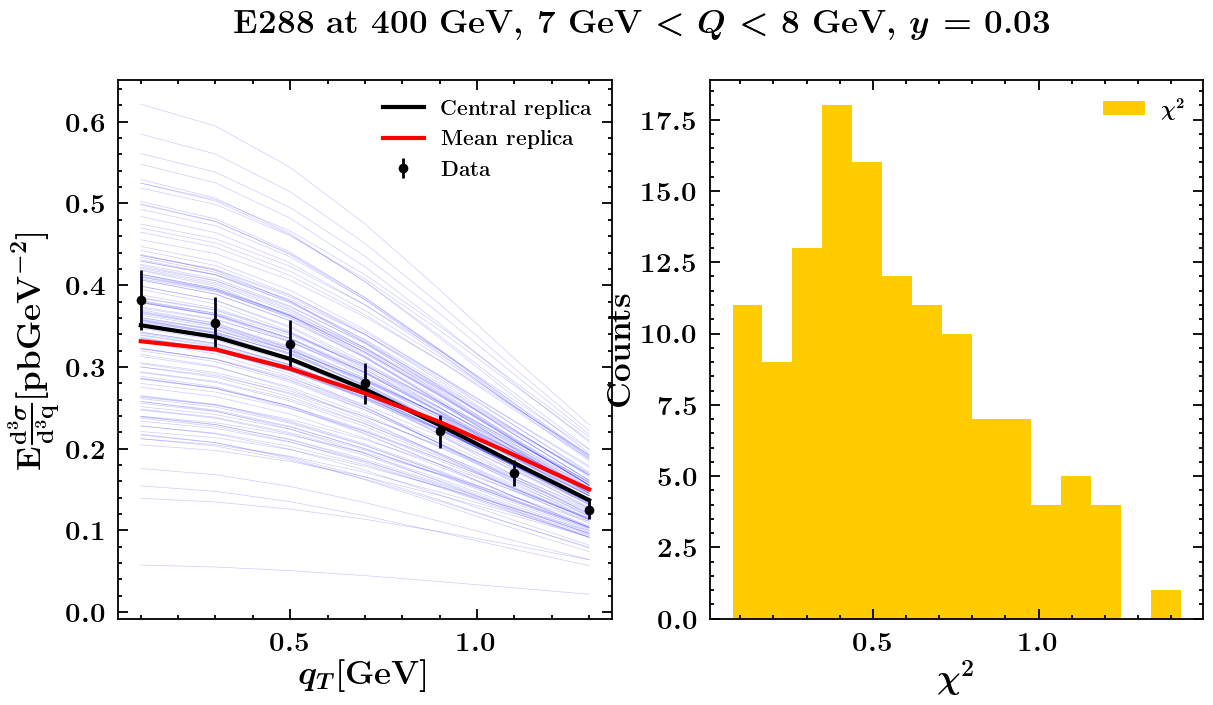 E288 at 400 GeV, 7 GeV < Q < 8 GeV, y = 0.03
E d³σ/d³q [pbGeV⁻²]
0.6
0.5
0.4
0.3
0.2
0.1
0.0
Central replica
Mean replica
Data
0.5 1.0
q_T[GeV]
Counts
17.5
15.0
12.5
10.0
7.5
5.0
2.5
0.0
χ²
0.5 1.0
χ²